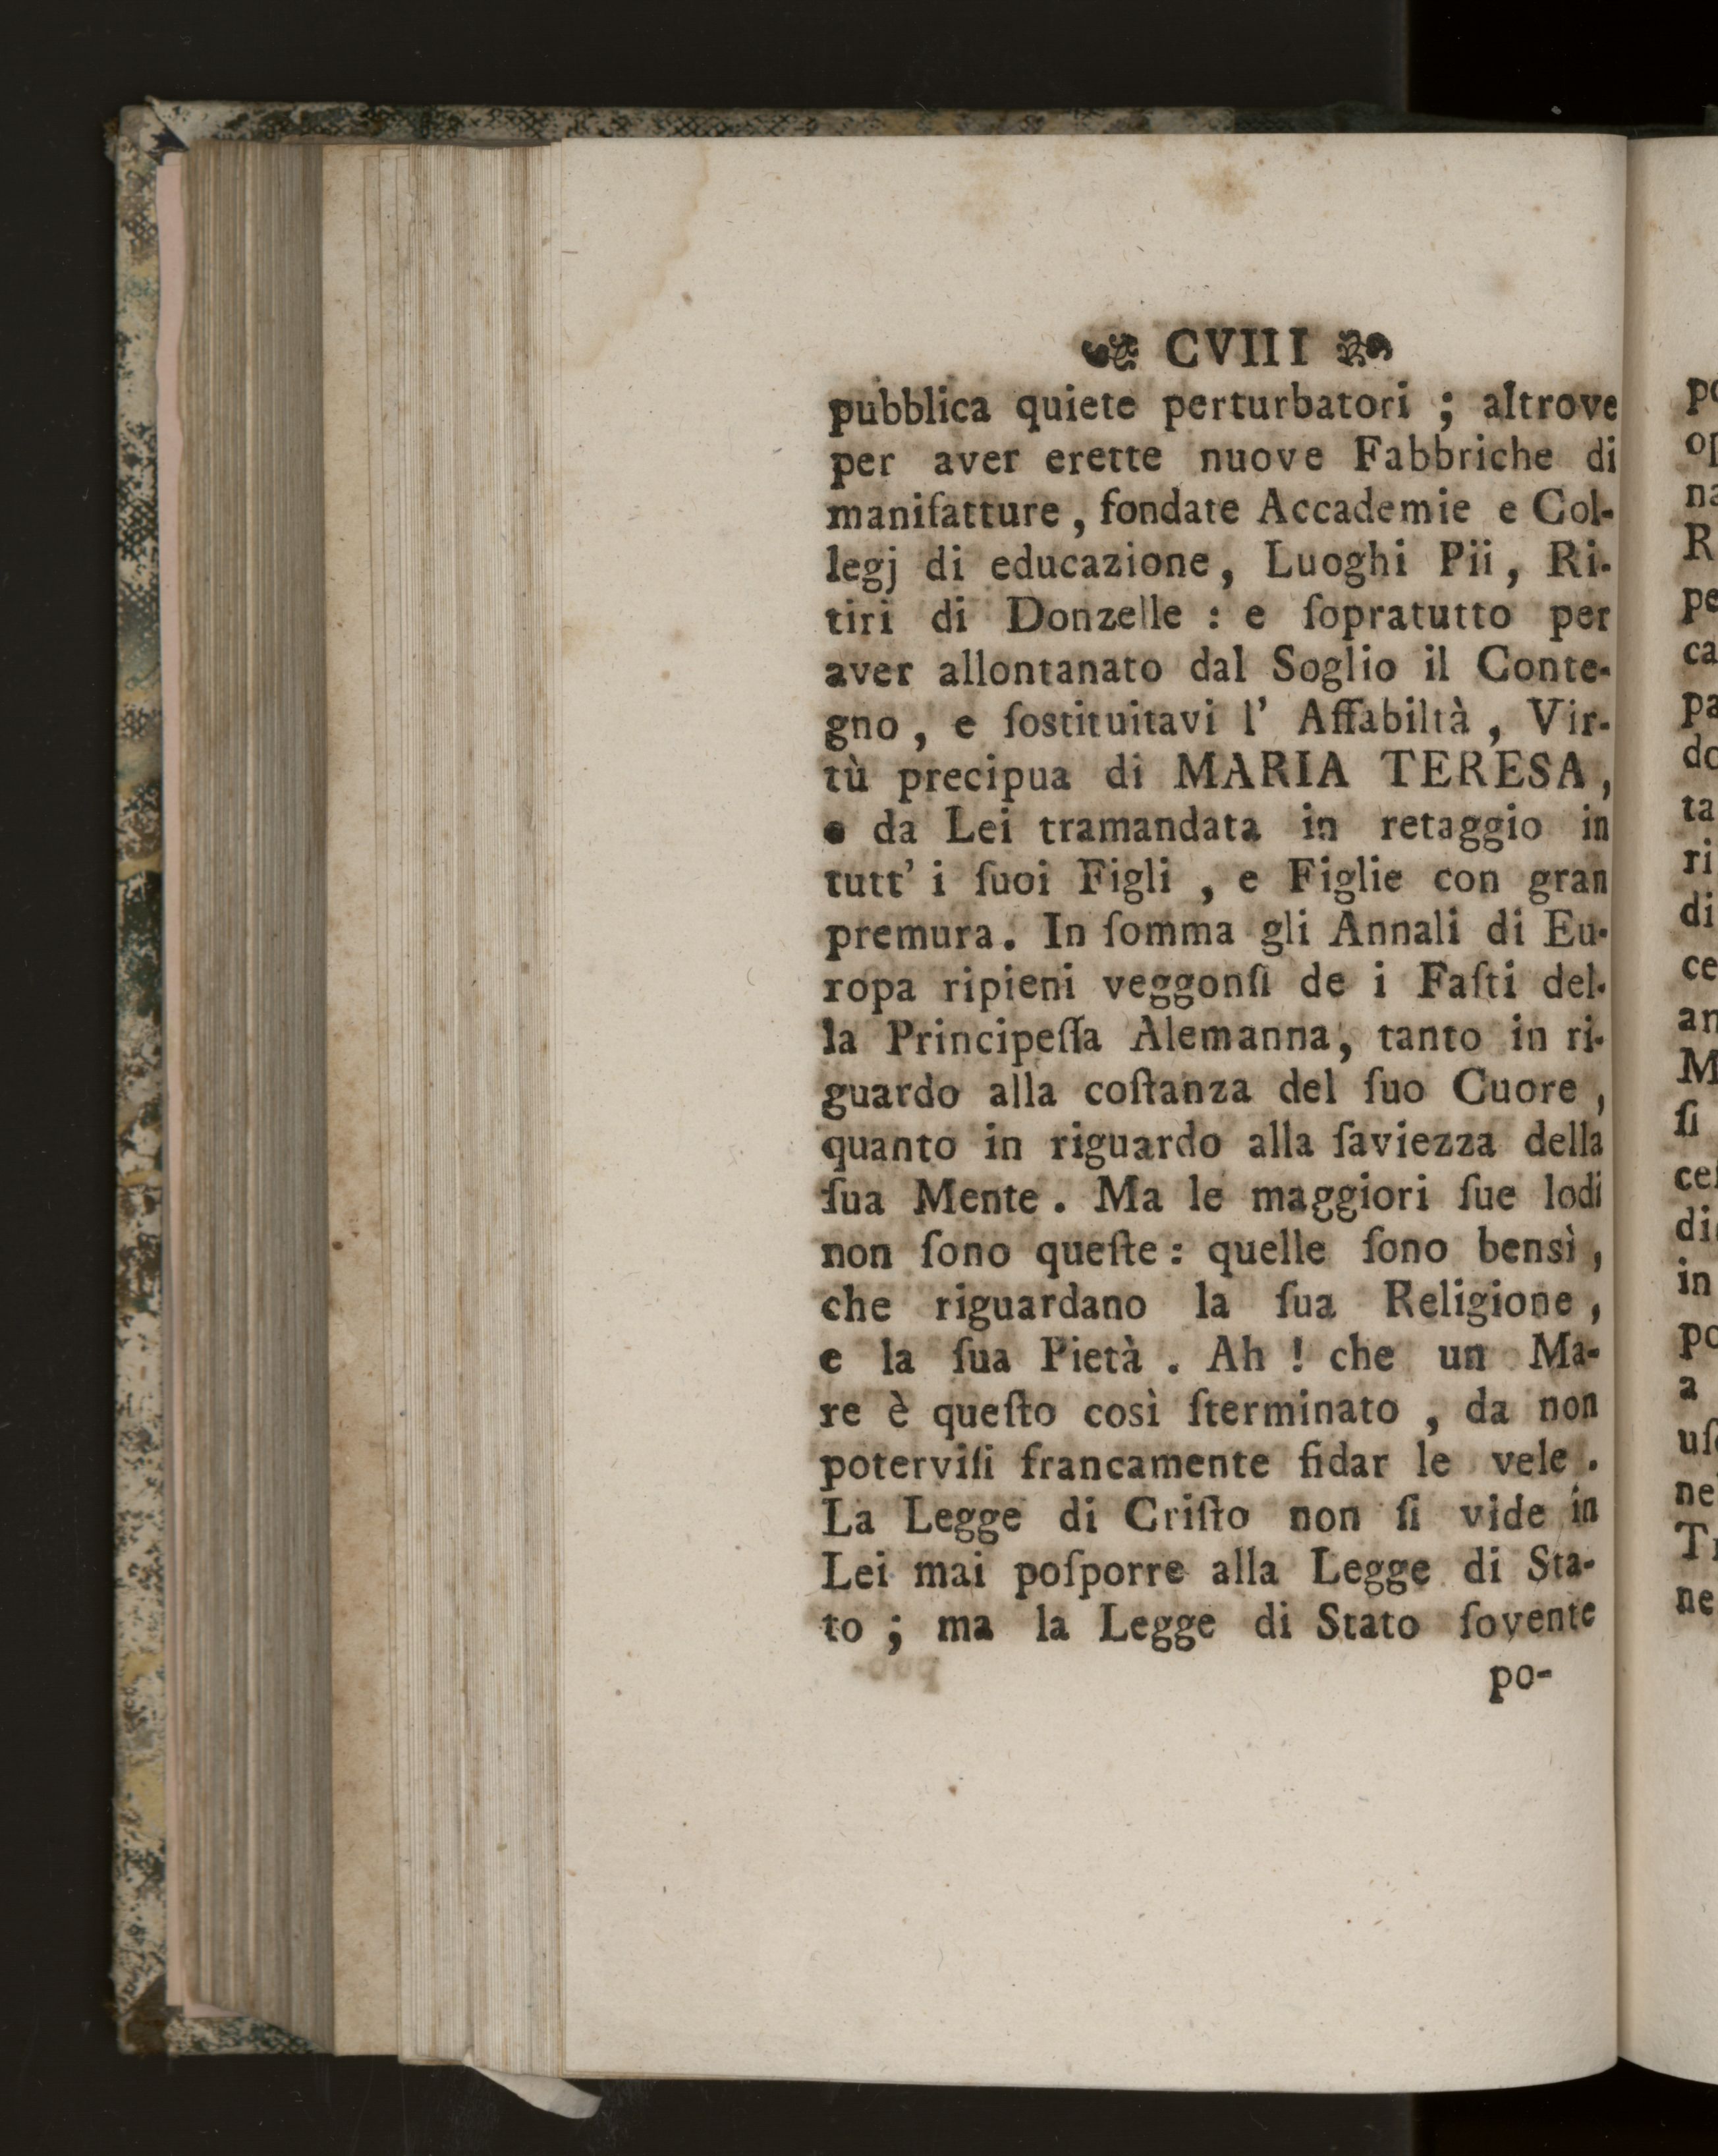 CVIII
pubblica quiete perturbatori ; altrove
per aver erette nuove Fabbriche di
manifatture, fondate Accademie e Col-
legj di educazione, Luoghi Pii, Ri-
tiri di Donzelle : e ſopratutto per
aver allontanato dal Soglio il Conte-
gno, e ſostituitavi l' Affabiltà, Vir-
tù precipua di MARIA TERESA,
e da Lei tramandata in retaggio in
tutt' i ſuoi Figli, e Figlie con gran
premura. In ſomma gli Annali di Eu-
ropa ripieni veggonſi de i Faſti del-
la Principeſſa Alemanna, tanto in ri-
guardo alla coſtanza del ſuo Cuore,
quanto in riguardo alla ſaviezza della
ſua Mente. Ma le maggiori ſue lodi
non ſono queſte: quelle ſono bensì,
che riguardano la ſua Religione,
e la ſua Pietà. Ah ! che un Ma-
re è queſto così ſterminato, da non
poterviſi francamente fidar le vele.
La Legge di Criſto non ſi vide in
Lei mai poſporre alla Legge di Sta-
to ; ma la Legge di Stato ſovente
po-